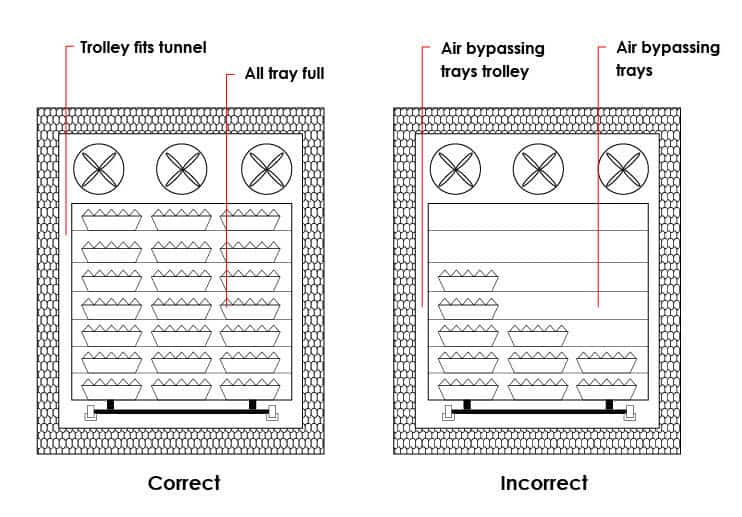 Trolley fits tunnel
All tray full
Air bypassing
trays trolley
Air bypassing
trays
Correct
Incorrect